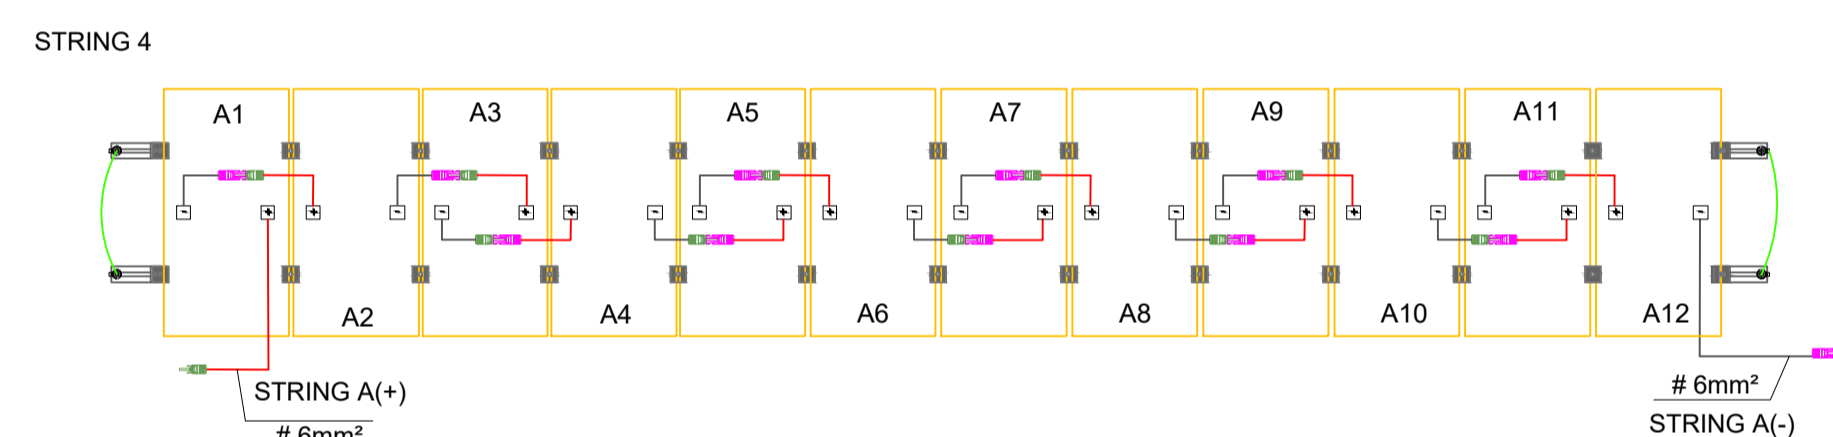 STRING 4
A1
A3
A5
A7
A9
A11
- + + - - + + - - + + - - + + - - + + - - + + -
A2
A4
A6
A8
A10
A12
STRING A(+)
# 6mm²
# 6mm²
STRING A(-)